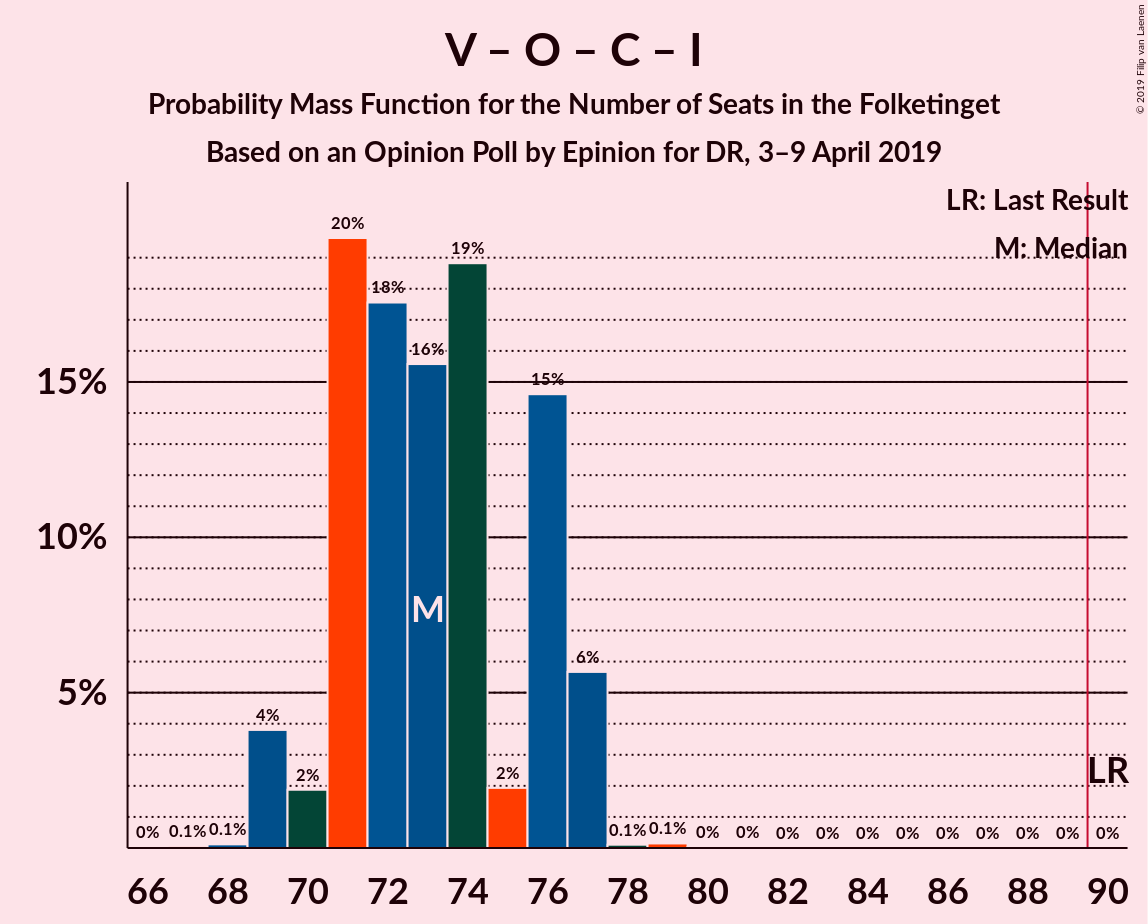 V – O – C – I
Probability Mass Function for the Number of Seats in the Folketinget
Based on an Opinion Poll by Epinion for DR, 3–9 April 2019
© 2019 Filip van Laenen
LR: Last Result
M: Median
20%
19%
18%
16%
15%
15%
10%
M
6%
5%
4%
2%
2%
LR
0% 0.1% 0.1% 0.1% 0.1% 0% 0% 0% 0% 0% 0% 0% 0% 0% 0% 0%
66 68 70 72 74 76 78 80 82 84 86 88 90